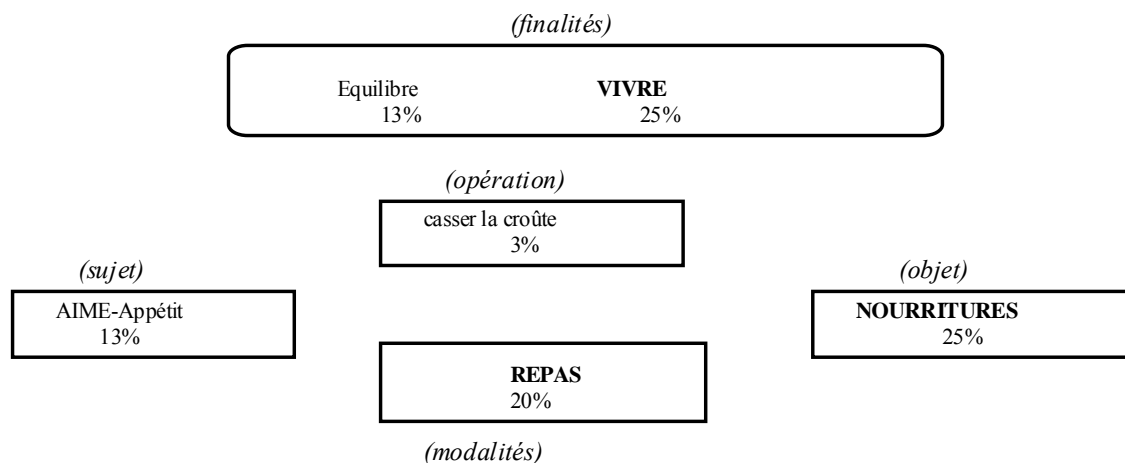 (finalités)
Equilibre VIVRE
13% 25%
(opération)
casser la croûte
3%
(sujet) (objet)
AIME-Appétit NOURRITURES
13% 25%
REPAS
20%
(modalités)